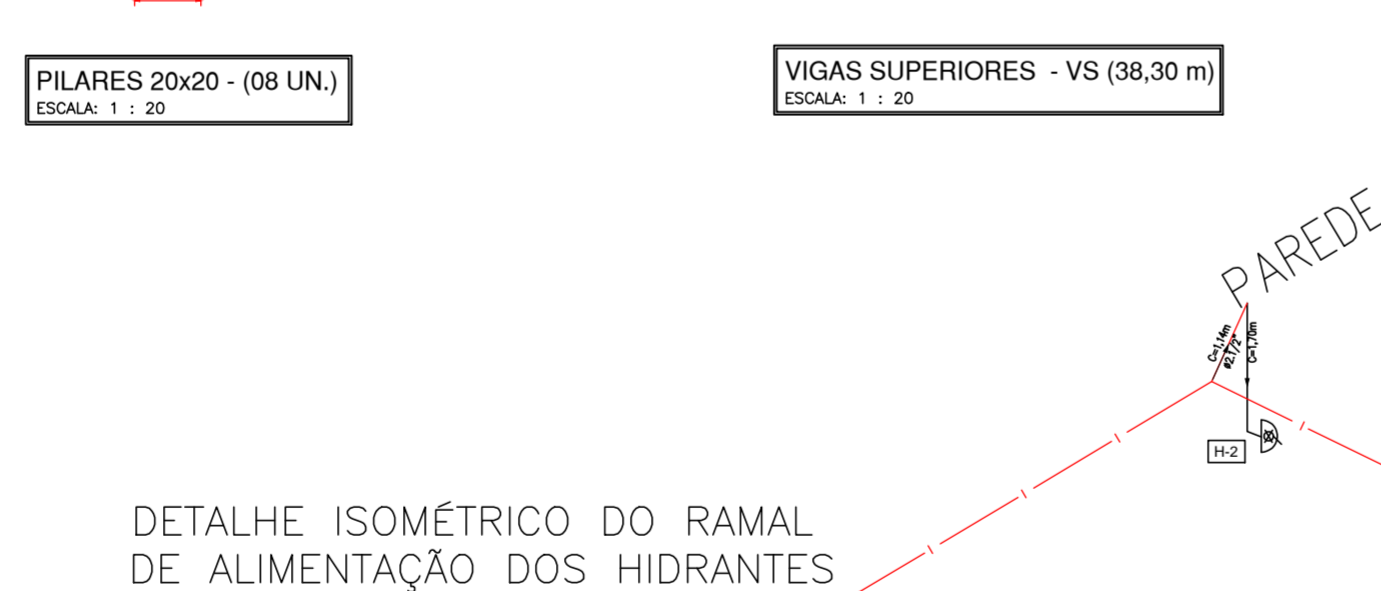 PILARES 20x20 - (08 UN.)
ESCALA: 1 : 20
VIGAS SUPERIORES - VS (38,30 m)
ESCALA: 1 : 20
PAREDE
C=1,14m
ø2.1/2"
C=1,70m
H-2
DETALHE ISOMÉTRICO DO RAMAL
DE ALIMENTAÇÃO DOS HIDRANTES